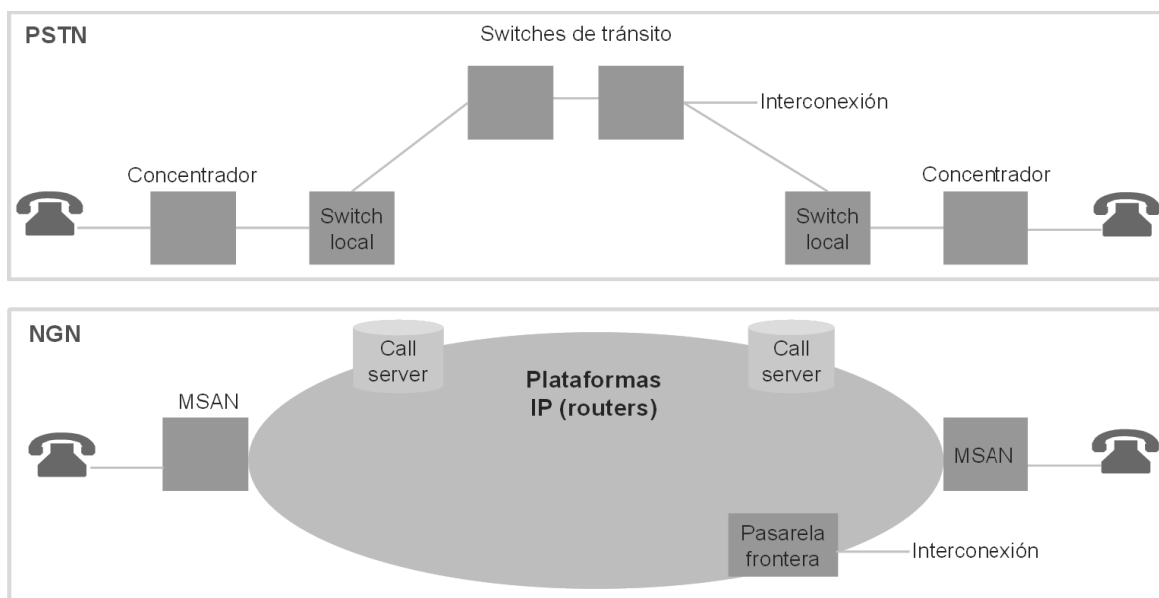 PSTN
Switches de tránsito
Interconexión
Concentrador
Concentrador
Switch
local
Switch
local
NGN
Call
server
Call
server
Plataformas
IP (routers)
MSAN
MSAN
Pasarela
frontera
Interconexión